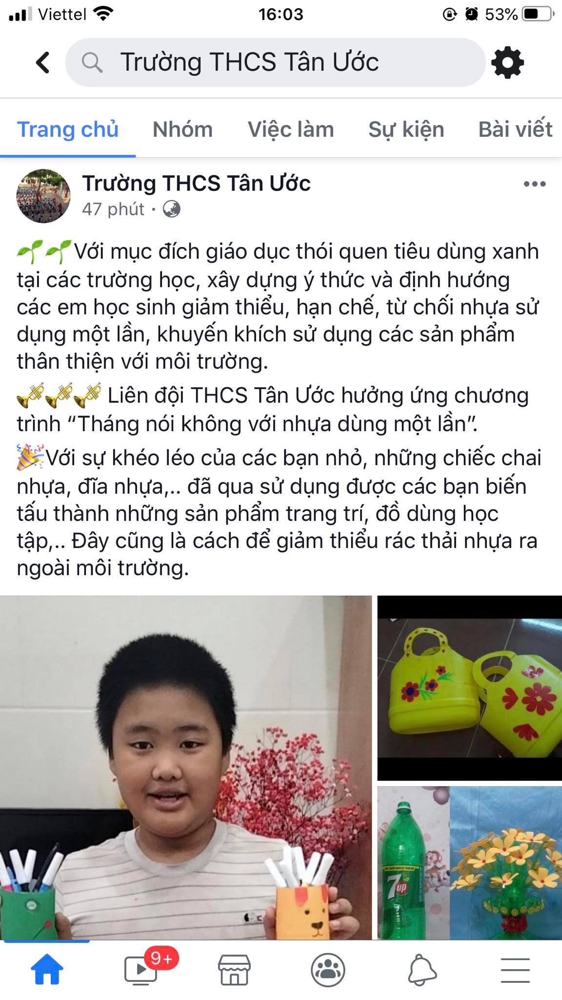 Viettel 16:03 53%
Trường THCS Tân Ước
Trang chủ Nhóm Việc làm Sự kiện Bài viết
Trường THCS Tân Ước
47 phút ·
🌱🌱Với mục đích giáo dục thói quen tiêu dùng xanh
tại các trường học, xây dựng ý thức và định hướng
các em học sinh giảm thiểu, hạn chế, từ chối nhựa sử
dụng một lần, khuyến khích sử dụng các sản phẩm
thân thiện với môi trường.
🎺🎺🎺 Liên đội THCS Tân Ước hưởng ứng chương
trình “Tháng nói không với nhựa dùng một lần”.
🎉Với sự khéo léo của các bạn nhỏ, những chiếc chai
nhựa, đĩa nhựa,.. đã qua sử dụng được các bạn biến
tấu thành những sản phẩm trang trí, đồ dùng học
tập,.. Đây cũng là cách để giảm thiểu rác thải nhựa ra
ngoài môi trường.
7up
9+